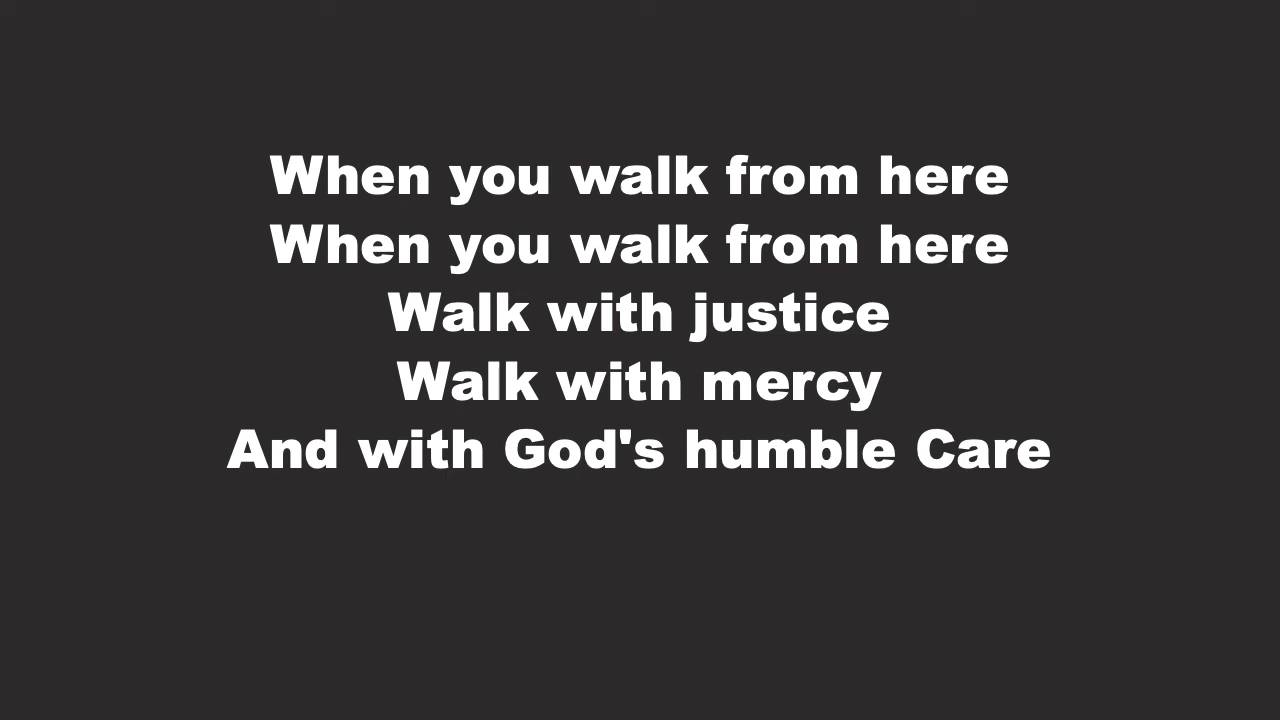 When you walk from here
When you walk from here
Walk with justice
Walk with mercy
And with God's humble Care